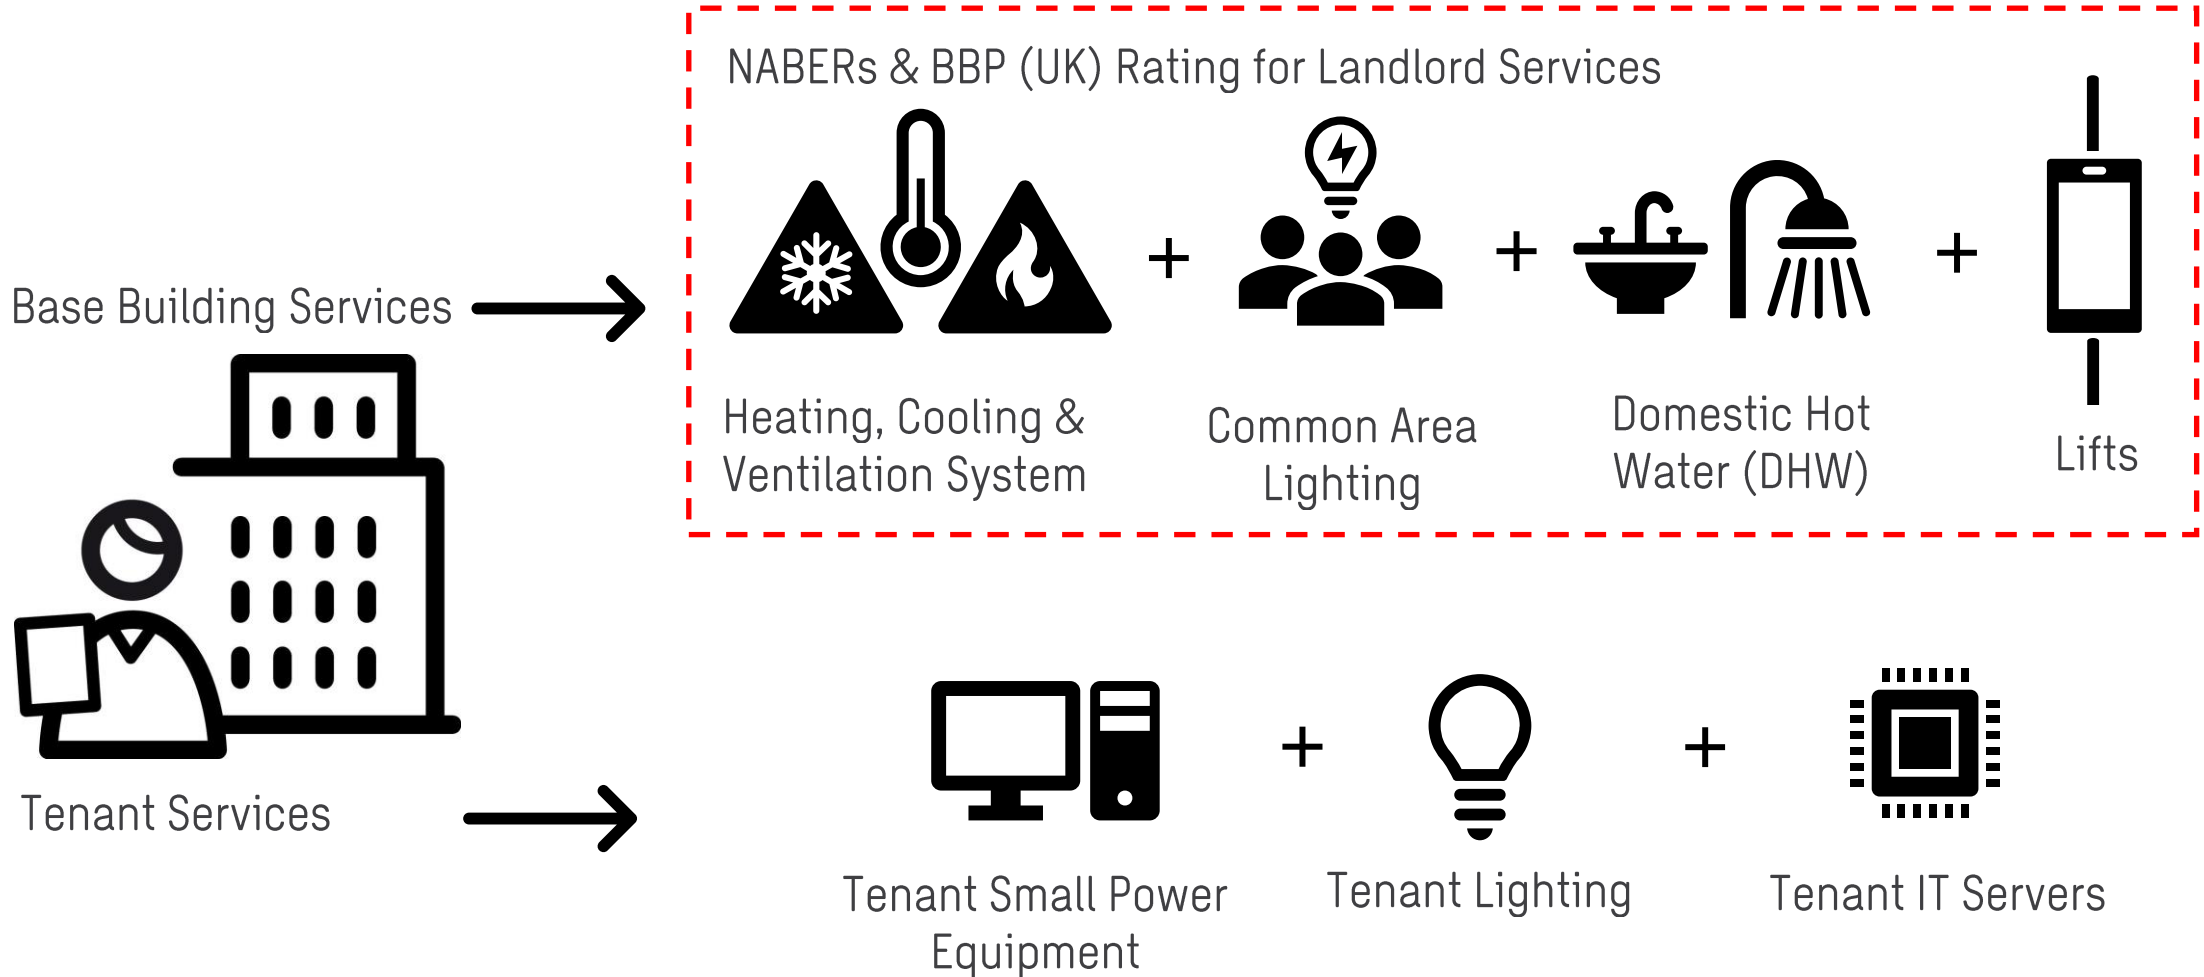 NABERs & BBP (UK) Rating for Landlord Services
Base Building Services
Heating, Cooling &
Ventilation System
+
Common Area
Lighting
+
Domestic Hot
Water (DHW)
+
Lifts
Tenant Services
Tenant Small Power
Equipment
+
Tenant Lighting
+
Tenant IT Servers